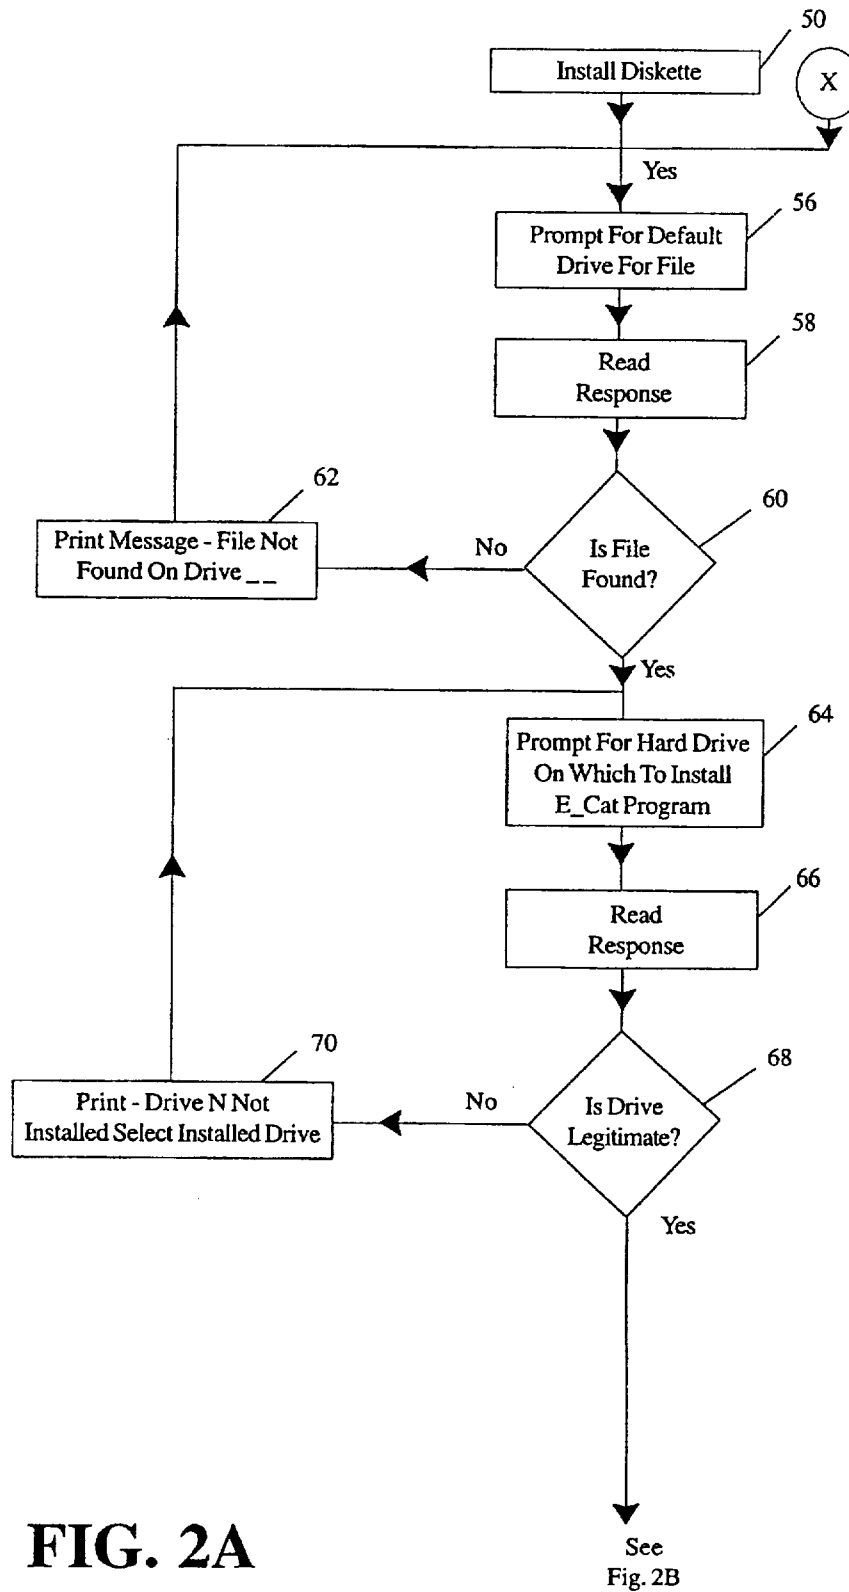 50
Install Diskette
X
Yes
56
Prompt For Default
Drive For File
58
Read
Response
62
60
Print Message - File Not
Found On Drive _ _
No
Is File
Found?
Yes
64
Prompt For Hard Drive
On Which To Install
E_Cat Program
66
Read
Response
70
68
Print - Drive N Not
Installed Select Installed Drive
No
Is Drive
Legitimate?
Yes
See
Fig. 2B
FIG. 2A